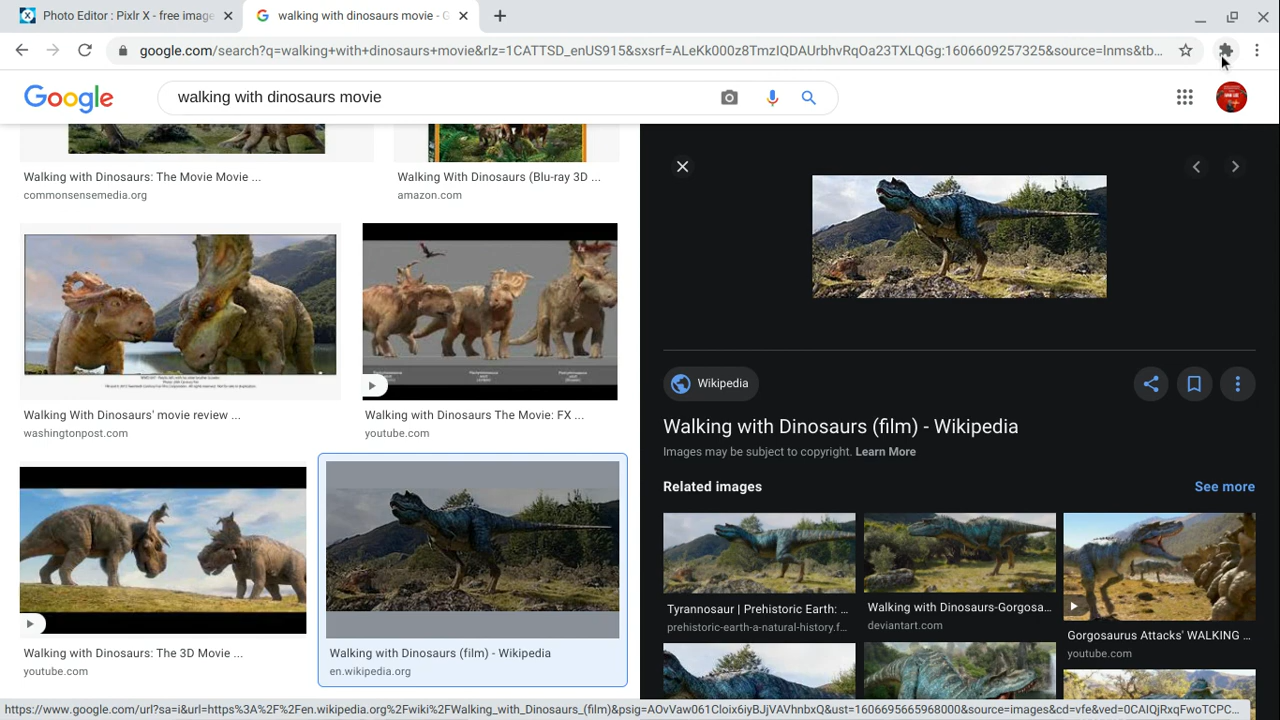 Photo Editor : Pixlr X - free image
walking with dinosaurs movie - G
google.com/search?q=walking+with+dinosaurs+movie&rlz=1CATTSD_enUS915&sxsrf=ALeKk000z8TmzIQDAUrbhvRqOa23TXLQGg:1606609257325&source=lnms&tb...
Google
walking with dinosaurs movie
Walking with Dinosaurs: The Movie Movie ...
commonsensemedia.org
Walking With Dinosaurs (Blu-ray 3D ...
amazon.com
Walking With Dinosaurs' movie review ...
washingtonpost.com
Walking with Dinosaurs The Movie: FX ...
youtube.com
Walking with Dinosaurs: The 3D Movie ...
youtube.com
Walking with Dinosaurs (film) - Wikipedia
en.wikipedia.org
Wikipedia
Walking with Dinosaurs (film) - Wikipedia
Images may be subject to copyright. Learn More
Related images
See more
Tyrannosaur | Prehistoric Earth: ...
prehistoric-earth-a-natural-history.f...
Walking with Dinosaurs-Gorgosa...
deviantart.com
Gorgosaurus Attacks' WALKING ...
youtube.com
https://www.google.com/url?sa=i&url=https%3A%2F%2Fen.wikipedia.org%2Fwiki%2FWalking_with_Dinosaurs_(film)&psig=AOvVaw061Cloix6iyBJjVAVhnbxQ&ust=1606695665968000&source=images&cd=vfe&ved=0CAIQjRxqFwoTCPC...